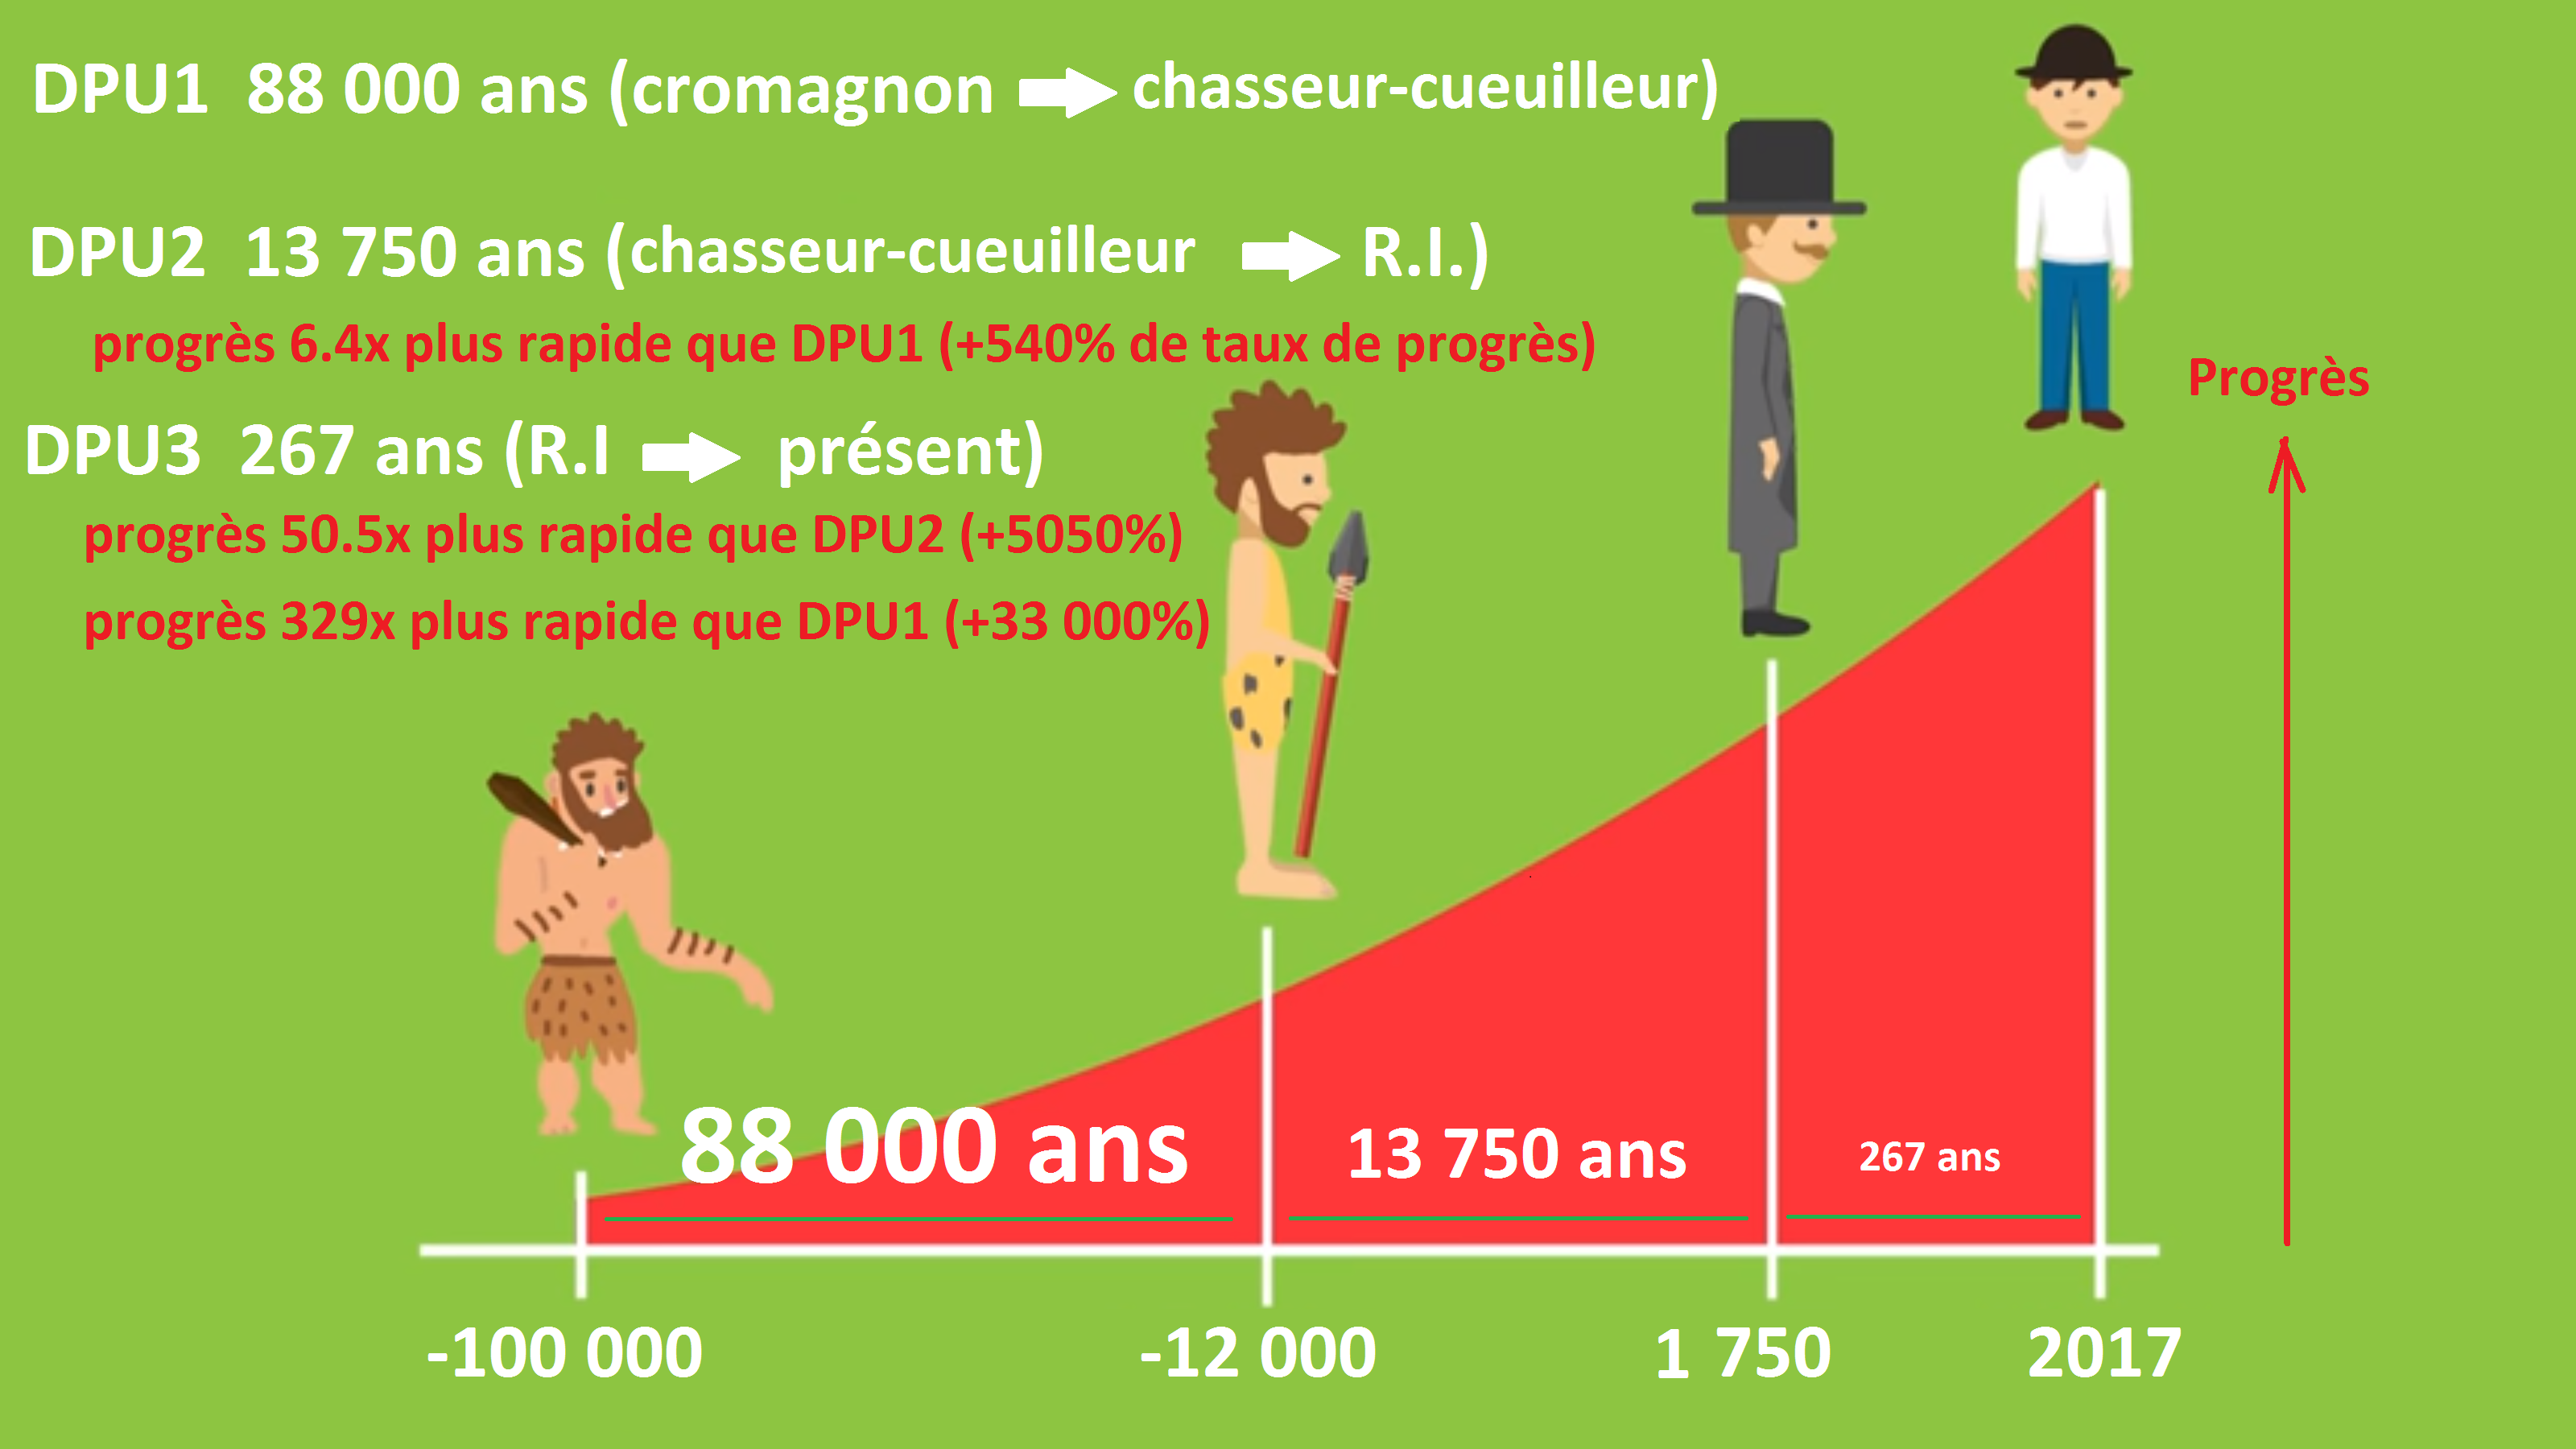 DPU1 88 000 ans (cromagnon chasseur-cueuilleur)
DPU2 13 750 ans (chasseur-cueuilleur R.I.)
progrès 6.4x plus rapide que DPU1 (+540% de taux de progrès)
Progrès
DPU3 267 ans (R.I présent)
progrès 50.5x plus rapide que DPU2 (+5050%)
progrès 329x plus rapide que DPU1 (+33 000%)
88 000 ans
13 750 ans
267 ans
-100 000
-12 000
1 750
2017